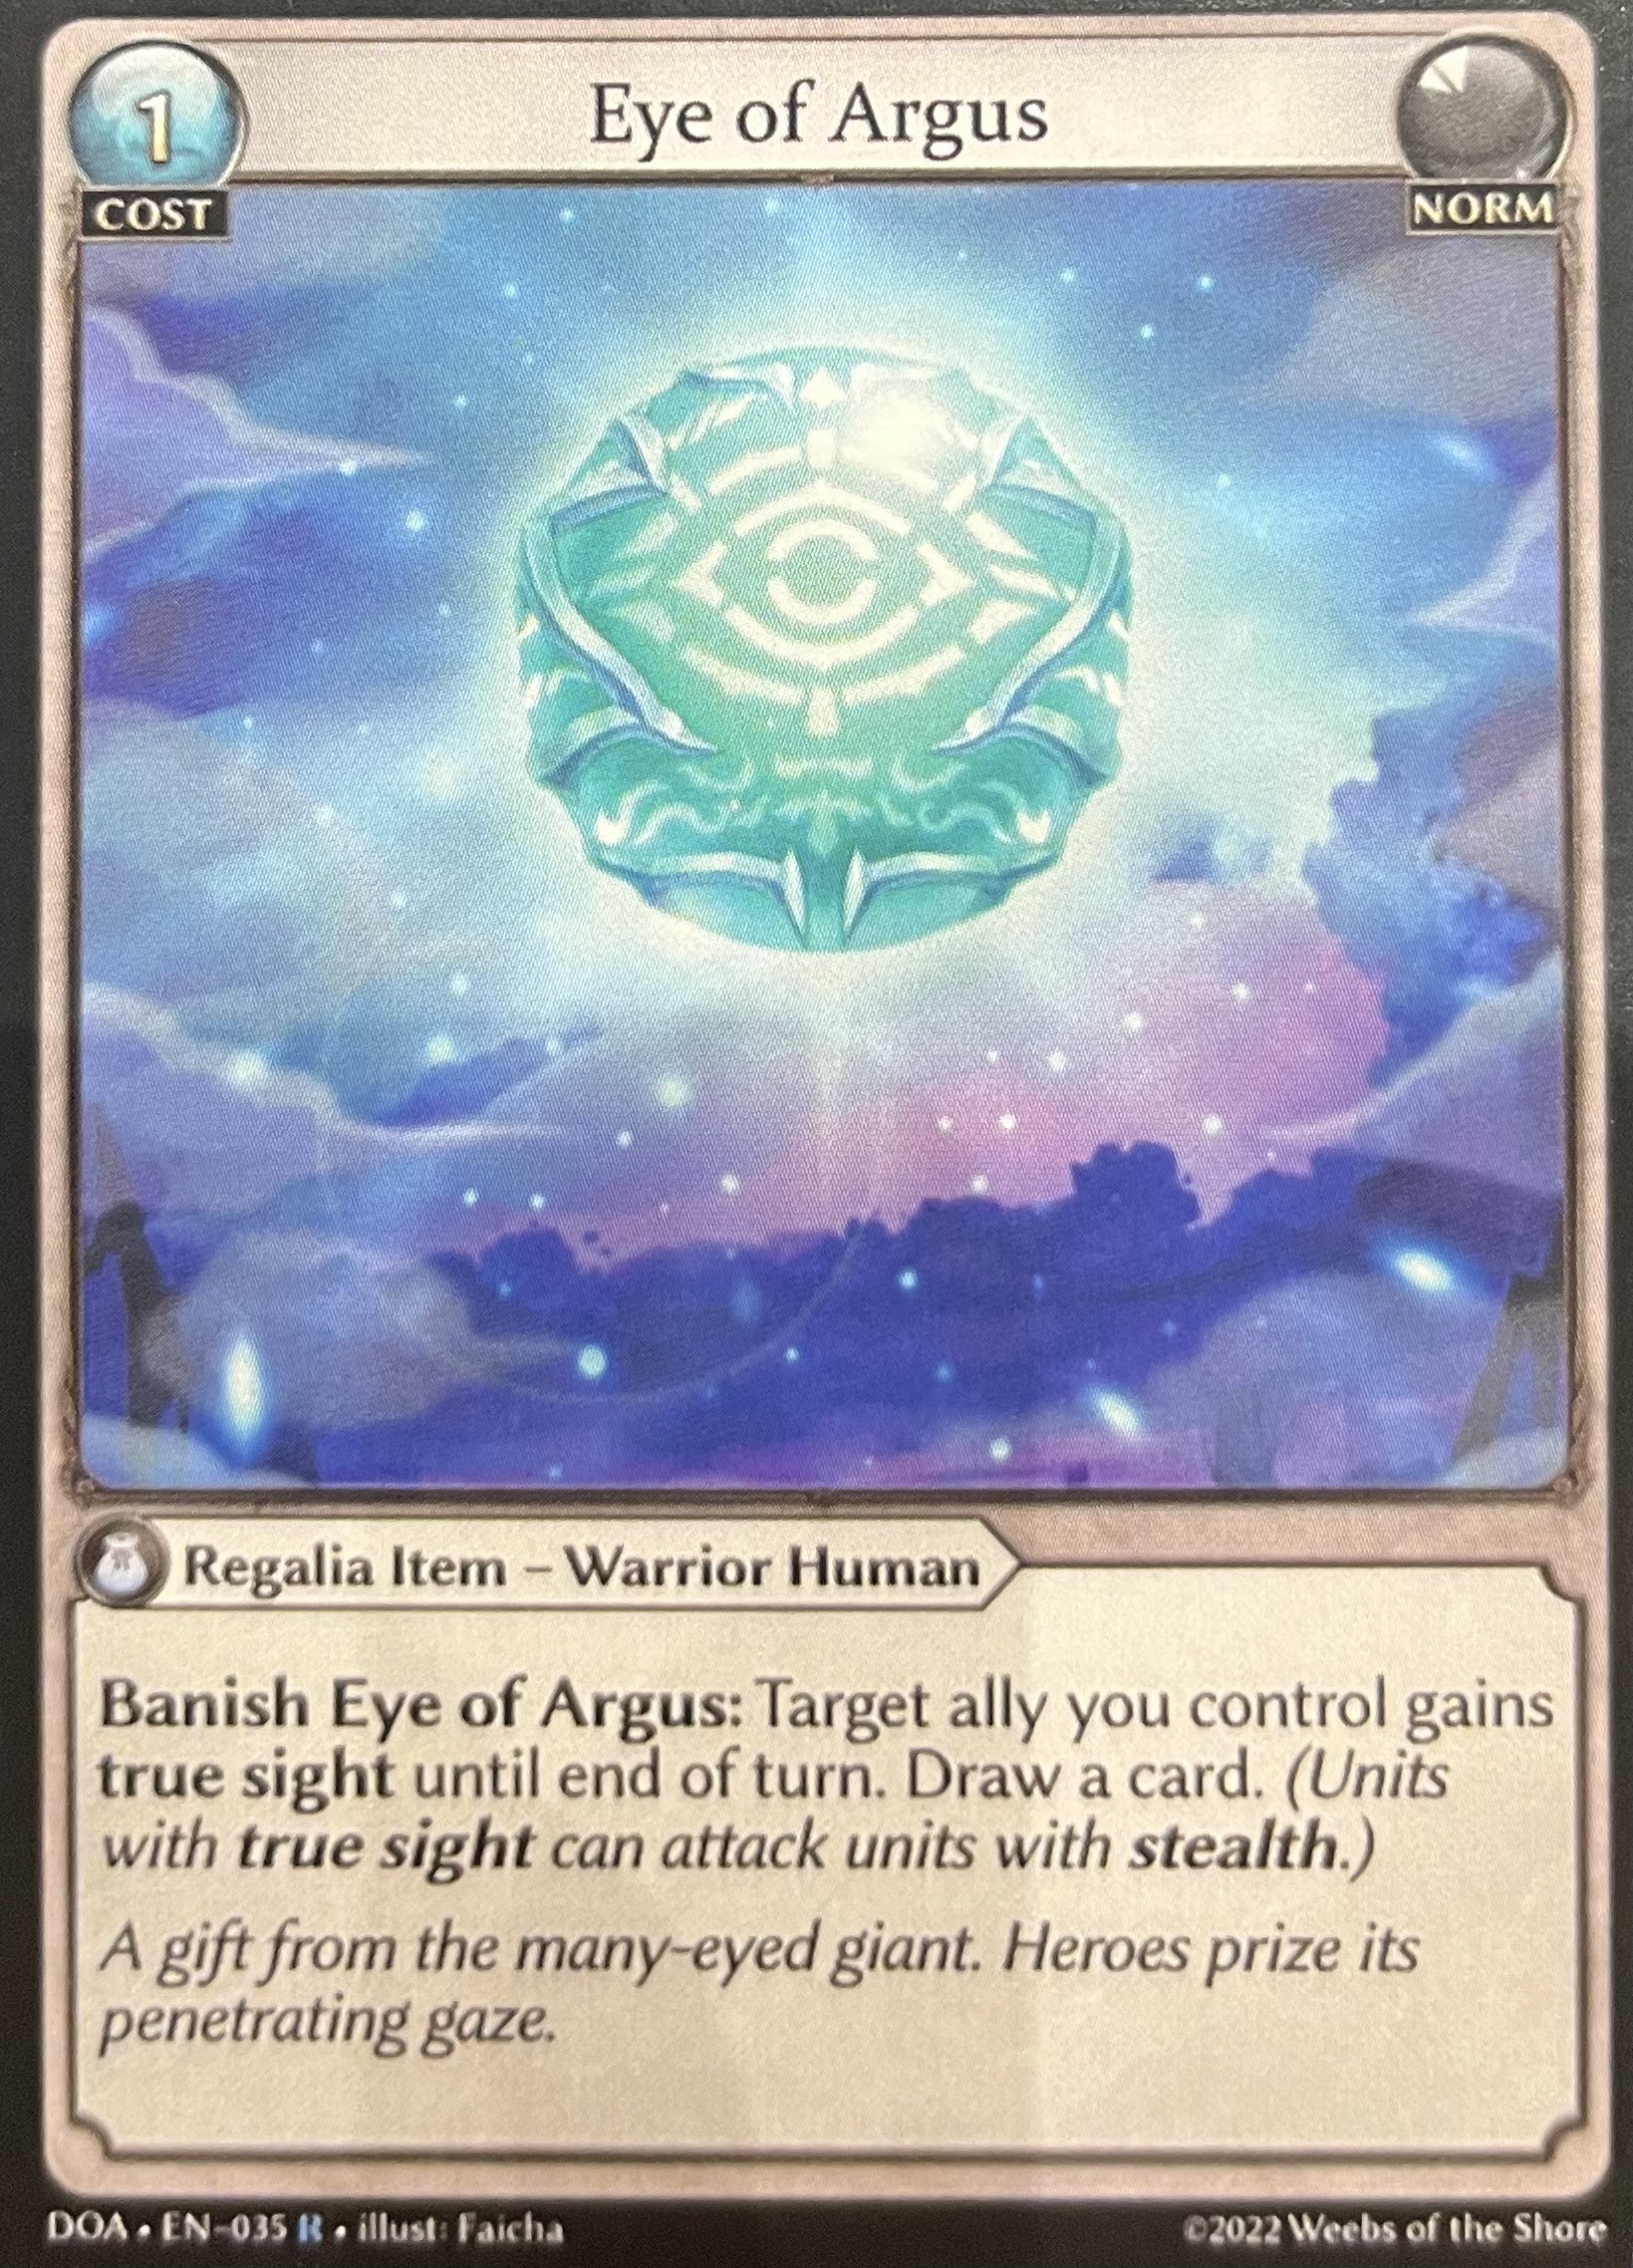 1
COST
Eye of Argus
NORM
Regalia Item – Warrior Human
Banish Eye of Argus: Target ally you control gains
true sight until end of turn. Draw a card. (Units
with true sight can attack units with stealth.)
A gift from the many-eyed giant. Heroes prize its
penetrating gaze.
DOA • EN-035 R • illust: Faicha
©2022 Weebs of the Shore